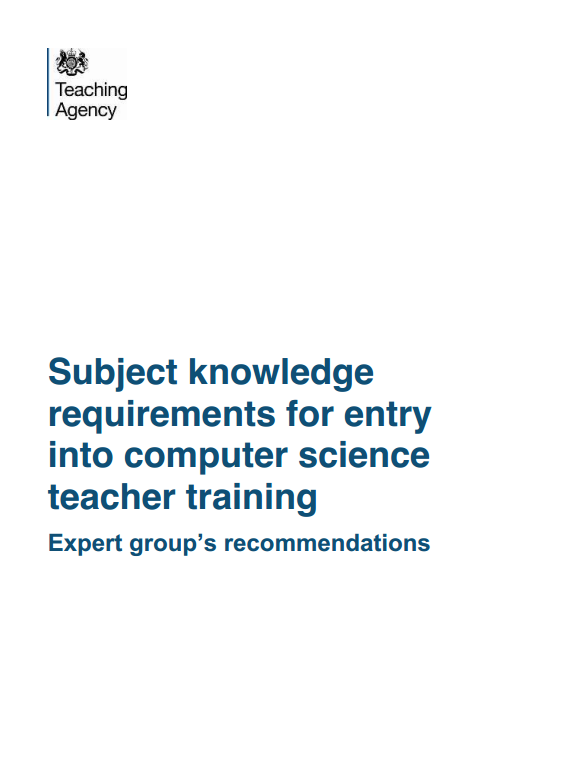 Teaching
Agency
Subject knowledge
requirements for entry
into computer science
teacher training
Expert group’s recommendations